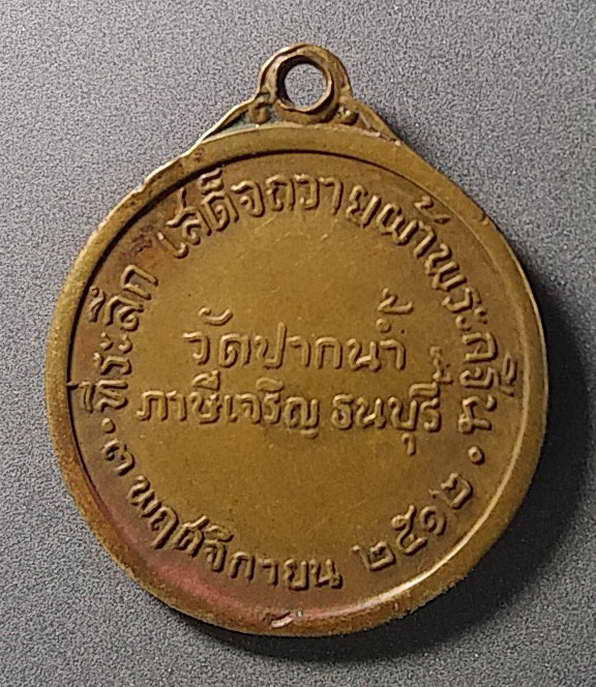 ที่ระลึก เสด็จถวายผ้าพระกฐิน
วัดปากน้ำ
ภาษีเจริญ ธนบุรี
๓ พฤศจิกายน ๒๕๑๒